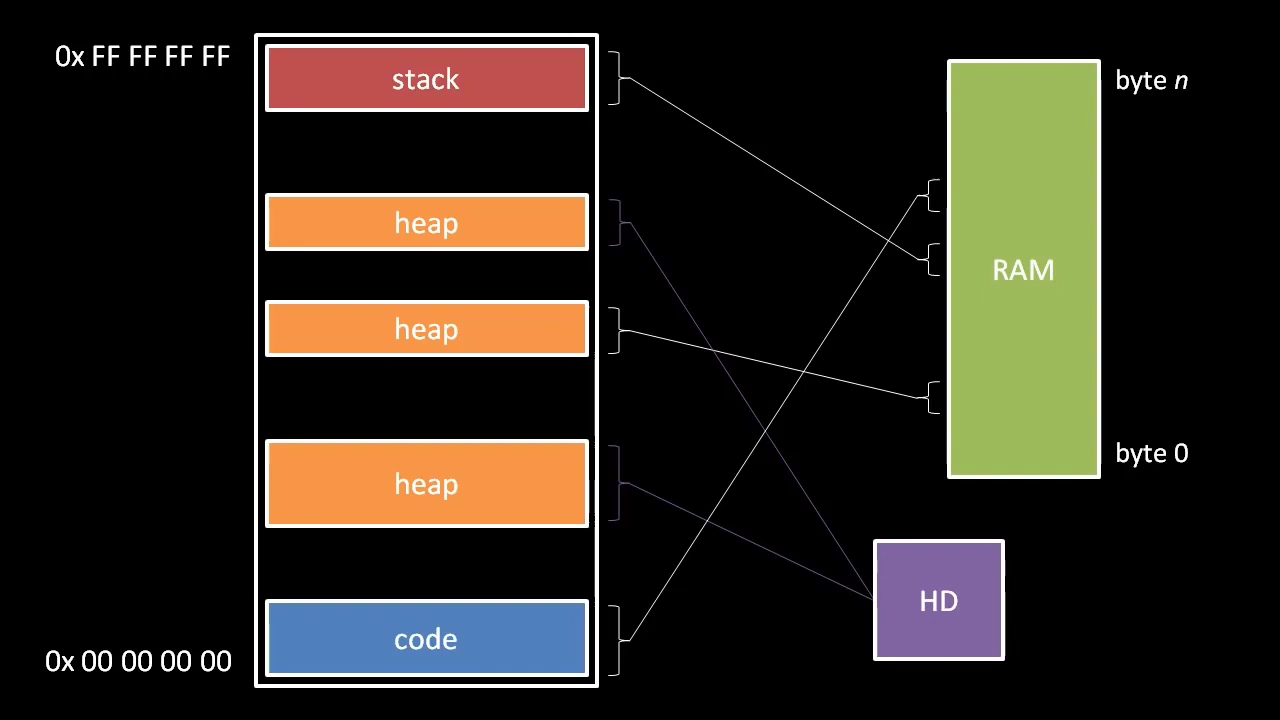 0x FF FF FF FF
stack
byte n
heap
RAM
heap
byte 0
heap
HD
code
0x 00 00 00 00